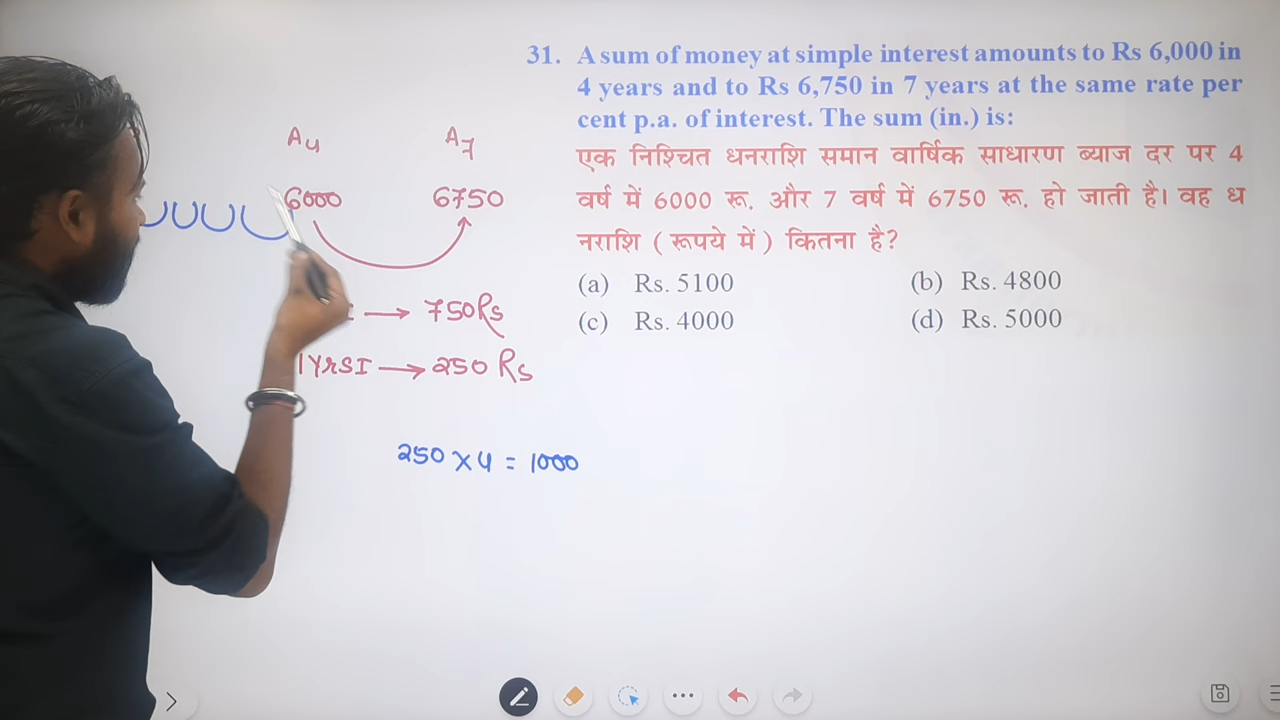 31. A sum of money at simple interest amounts to Rs 6,000 in
4 years and to Rs 6,750 in 7 years at the same rate per
cent p.a. of interest. The sum (in.) is:
एक निश्चित धनराशि समान वार्षिक साधारण ब्याज दर पर 4
वर्ष में 6000 रू. और 7 वर्ष में 6750 रू. हो जाती है। वह ध
नराशि ( रूपये में ) कितना है?
(a) Rs. 5100 (b) Rs. 4800
(c) Rs. 4000 (d) Rs. 5000
A4 A7
6000 6750
→ 750Rs
1YrSI → 250 Rs
250 × 4 = 1000